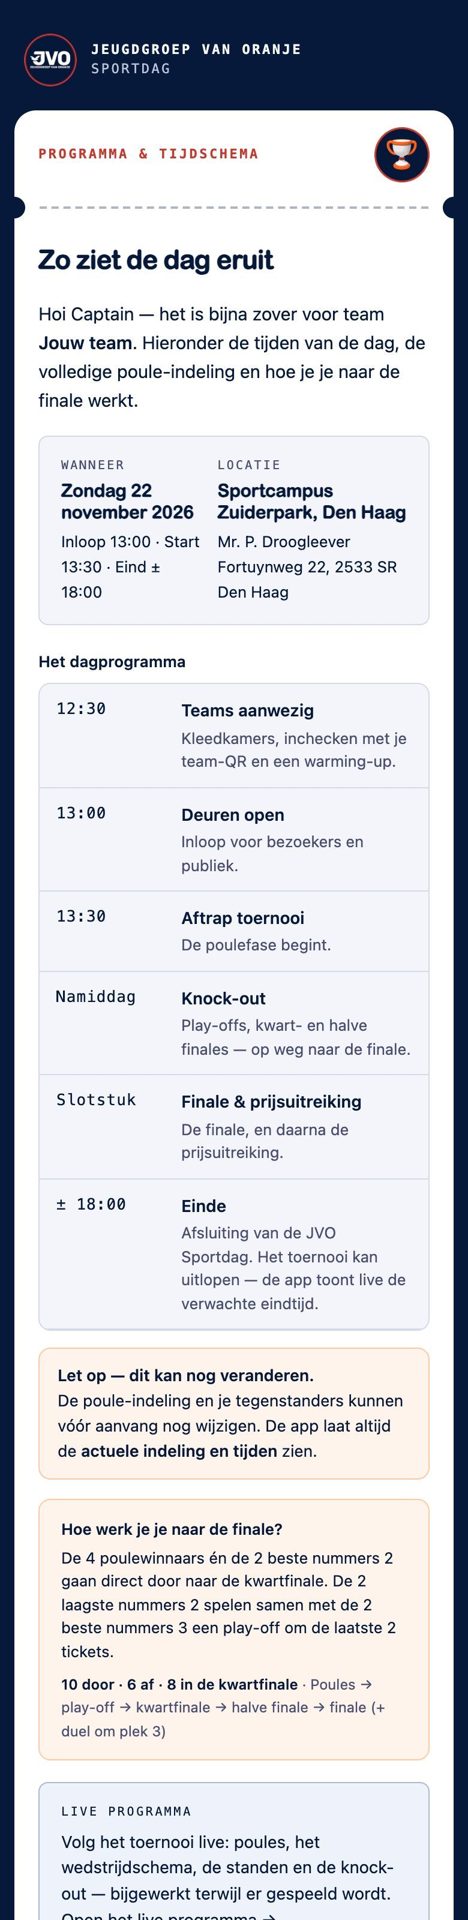 JVO
JEUGDGROEP VAN ORANJE
SPORTDAG
PROGRAMMA & TIJDSCHEMA
Zo ziet de dag eruit
Hoi Captain — het is bijna zover voor team
Jouw team. Hieronder de tijden van de dag, de
volledige poule-indeling en hoe je je naar de
finale werkt.
WANNEER
Zondag 22
november 2026
Inloop 13:00 · Start
13:30 · Eind ±
18:00
LOCATIE
Sportcampus
Zuiderpark, Den Haag
Mr. P. Droogleever
Fortuynweg 22, 2533 SR
Den Haag
Het dagprogramma
12:30
Teams aanwezig
Kleedkamers, inchecken met je
team-QR en een warming-up.
13:00
Deuren open
Inloop voor bezoekers en
publiek.
13:30
Aftrap toernooi
De poulefase begint.
Namiddag
Knock-out
Play-offs, kwart- en halve
finales — op weg naar de finale.
Slotstuk
Finale & prijsuitreiking
De finale, en daarna de
prijsuitreiking.
± 18:00
Einde
Afsluiting van de JVO
Sportdag. Het toernooi kan
uitlopen — de app toont live de
verwachte eindtijd.
Let op — dit kan nog veranderen.
De poule-indeling en je tegenstanders kunnen
vóór aanvang nog wijzigen. De app laat altijd
de actuele indeling en tijden zien.
Hoe werk je je naar de finale?
De 4 poulewinnaars én de 2 beste nummers 2
gaan direct door naar de kwartfinale. De 2
laagste nummers 2 spelen samen met de 2
beste nummers 3 een play-off om de laatste 2
tickets.
10 door · 6 af · 8 in de kwartfinale · Poules →
play-off → kwartfinale → halve finale → finale (+
duel om plek 3)
LIVE PROGRAMMA
Volg het toernooi live: poules, het
wedstrijdschema, de standen en de knock-
out — bijgewerkt terwijl er gespeeld wordt.
Open het live programma →